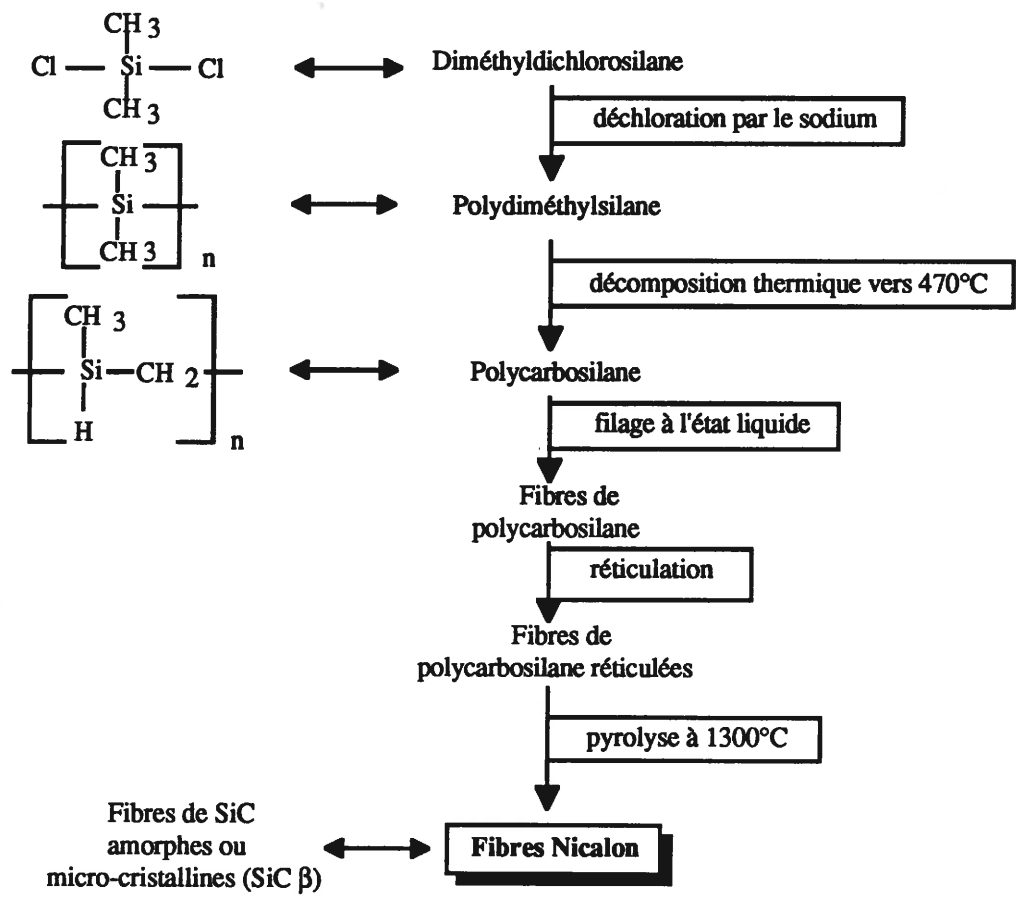 CH 3
Cl — Si — Cl
CH 3
Diméthyldichlorosilane
déchloration par le sodium
CH 3
Si
CH 3
n
Polydiméthylsilane
décomposition thermique vers 470°C
CH 3
Si — CH 2
H
n
Polycarbosilane
filage à l'état liquide
Fibres de
polycarbosilane
réticulation
Fibres de
polycarbosilane réticulées
pyrolyse à 1300°C
Fibres de SiC
amorphes ou
micro-cristallines (SiC β)
Fibres Nicalon